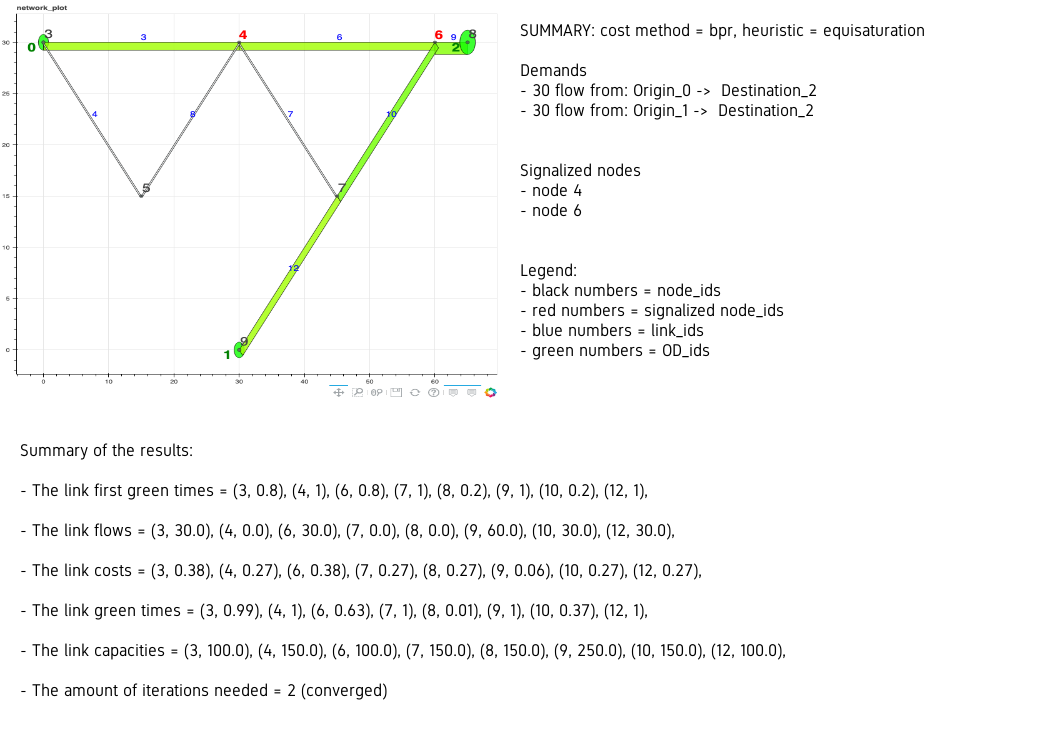 network_plot
SUMMARY: cost method = bpr, heuristic = equisaturation
Demands
- 30 flow from: Origin_0 -> Destination_2
- 30 flow from: Origin_1 -> Destination_2
Signalized nodes
- node 4
- node 6
Legend:
- black numbers = node_ids
- red numbers = signalized node_ids
- blue numbers = link_ids
- green numbers = OD_ids
3
0
3
4
6
6
9
2
8
4
8
7
10
5
7
12
9
1
30
25
20
15
10
5
0
0
10
20
30
40
50
60
Summary of the results:
- The link first green times = (3, 0.8), (4, 1), (6, 0.8), (7, 1), (8, 0.2), (9, 1), (10, 0.2), (12, 1),
- The link flows = (3, 30.0), (4, 0.0), (6, 30.0), (7, 0.0), (8, 0.0), (9, 60.0), (10, 30.0), (12, 30.0),
- The link costs = (3, 0.38), (4, 0.27), (6, 0.38), (7, 0.27), (8, 0.27), (9, 0.06), (10, 0.27), (12, 0.27),
- The link green times = (3, 0.99), (4, 1), (6, 0.63), (7, 1), (8, 0.01), (9, 1), (10, 0.37), (12, 1),
- The link capacities = (3, 100.0), (4, 150.0), (6, 100.0), (7, 150.0), (8, 150.0), (9, 250.0), (10, 150.0), (12, 100.0),
- The amount of iterations needed = 2 (converged)